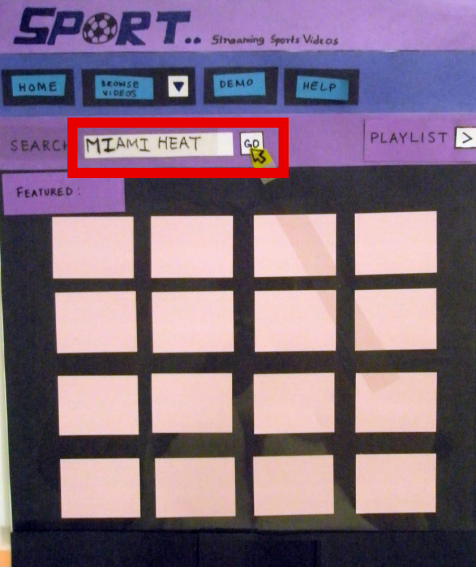 SPORT.. Streaming Sports Videos
HOME
BROWSE
VIDEOS
▼
DEMO
HELP
SEARCH MIAMI HEAT GO
PLAYLIST >
FEATURED: